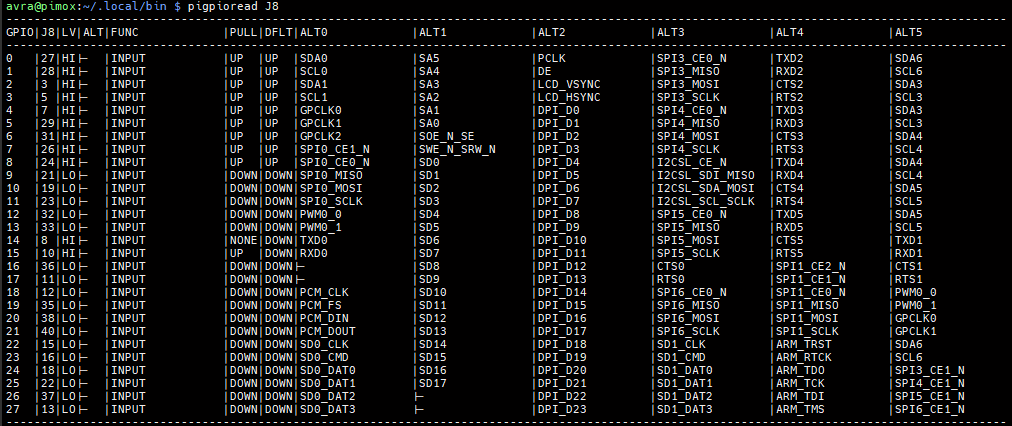 avra@pimox:~/.local/bin $ pigpioread J8
-------------------------------------------------------------------------------------------------------------------------------------------------------
GPIO|J8|LV|ALT|FUNC |PULL|DFLT|ALT0 |ALT1 |ALT2 |ALT3 |ALT4 |ALT5
-------------------------------------------------------------------------------------------------------------------------------------------------------
0 |27|HI|- |INPUT |UP |UP |SDA0 |SA5 |PCLK |SPI3_CE0_N |TXD2 |SDA6
1 |28|HI|- |INPUT |UP |UP |SCL0 |SA4 |DE |SPI3_MISO |RXD2 |SCL6
2 |3 |HI|- |INPUT |UP |UP |SDA1 |SA3 |LCD_VSYNC |SPI3_MOSI |CTS2 |SDA3
3 |5 |HI|- |INPUT |UP |UP |SCL1 |SA2 |LCD_HSYNC |SPI3_SCLK |RTS2 |SCL3
4 |7 |HI|- |INPUT |UP |UP |GPCLK0 |SA1 |DPI_D0 |SPI4_CE0_N |TXD3 |SDA3
5 |29|HI|- |INPUT |UP |UP |GPCLK1 |SA0 |DPI_D1 |SPI4_MISO |RXD3 |SCL3
6 |31|HI|- |INPUT |UP |UP |GPCLK2 |SOE_N_SE |DPI_D2 |SPI4_MOSI |CTS3 |SDA4
7 |26|HI|- |INPUT |UP |UP |SPI0_CE1_N |SWE_N_SRW_N |DPI_D3 |SPI4_SCLK |RTS3 |SCL4
8 |24|HI|- |INPUT |UP |UP |SPI0_CE0_N |SD0 |DPI_D4 |I2CSL_CE_N |TXD4 |SDA4
9 |21|LO|- |INPUT |DOWN|DOWN|SPI0_MISO |SD1 |DPI_D5 |I2CSL_SDI_MISO |RXD4 |SCL4
10 |19|LO|- |INPUT |DOWN|DOWN|SPI0_MOSI |SD2 |DPI_D6 |I2CSL_SDA_MOSI |CTS4 |SDA5
11 |23|LO|- |INPUT |DOWN|DOWN|SPI0_SCLK |SD3 |DPI_D7 |I2CSL_SCL_SCLK |RTS4 |SCL5
12 |32|LO|- |INPUT |DOWN|DOWN|PWM0_0 |SD4 |DPI_D8 |SPI5_CE0_N |TXD5 |SDA5
13 |33|LO|- |INPUT |DOWN|DOWN|PWM0_1 |SD5 |DPI_D9 |SPI5_MISO |RXD5 |SCL5
14 |8 |HI|- |INPUT |NONE|DOWN|TXD0 |SD6 |DPI_D10 |SPI5_MOSI |CTS5 |TXD1
15 |10|HI|- |INPUT |UP |DOWN|RXD0 |SD7 |DPI_D11 |SPI5_SCLK |RTS5 |RXD1
16 |36|LO|- |INPUT |DOWN|DOWN|- |SD8 |DPI_D12 |CTS0 |SPI1_CE2_N |CTS1
17 |11|LO|- |INPUT |DOWN|DOWN|- |SD9 |DPI_D13 |RTS0 |SPI1_CE1_N |RTS1
18 |12|LO|- |INPUT |DOWN|DOWN|PCM_CLK |SD10 |DPI_D14 |SPI6_CE0_N |SPI1_CE0_N |PWM0_0
19 |35|LO|- |INPUT |DOWN|DOWN|PCM_FS |SD11 |DPI_D15 |SPI6_MISO |SPI1_MISO |PWM0_1
20 |38|LO|- |INPUT |DOWN|DOWN|PCM_DIN |SD12 |DPI_D16 |SPI6_MOSI |SPI1_MOSI |GPCLK0
21 |40|LO|- |INPUT |DOWN|DOWN|PCM_DOUT |SD13 |DPI_D17 |SPI6_SCLK |SPI1_SCLK |GPCLK1
22 |15|LO|- |INPUT |DOWN|DOWN|SD0_CLK |SD14 |DPI_D18 |SD1_CLK |ARM_TRST |SDA6
23 |16|LO|- |INPUT |DOWN|DOWN|SD0_CMD |SD15 |DPI_D19 |SD1_CMD |ARM_RTCK |SCL6
24 |18|LO|- |INPUT |DOWN|DOWN|SD0_DAT0 |SD16 |DPI_D20 |SD1_DAT0 |ARM_TDO |SPI3_CE1_N
25 |22|LO|- |INPUT |DOWN|DOWN|SD0_DAT1 |SD17 |DPI_D21 |SD1_DAT1 |ARM_TCK |SPI4_CE1_N
26 |37|LO|- |INPUT |DOWN|DOWN|SD0_DAT2 |- |DPI_D22 |SD1_DAT2 |ARM_TDI |SPI5_CE1_N
27 |13|LO|- |INPUT |DOWN|DOWN|SD0_DAT3 |- |DPI_D23 |SD1_DAT3 |ARM_TMS |SPI6_CE1_N
-------------------------------------------------------------------------------------------------------------------------------------------------------